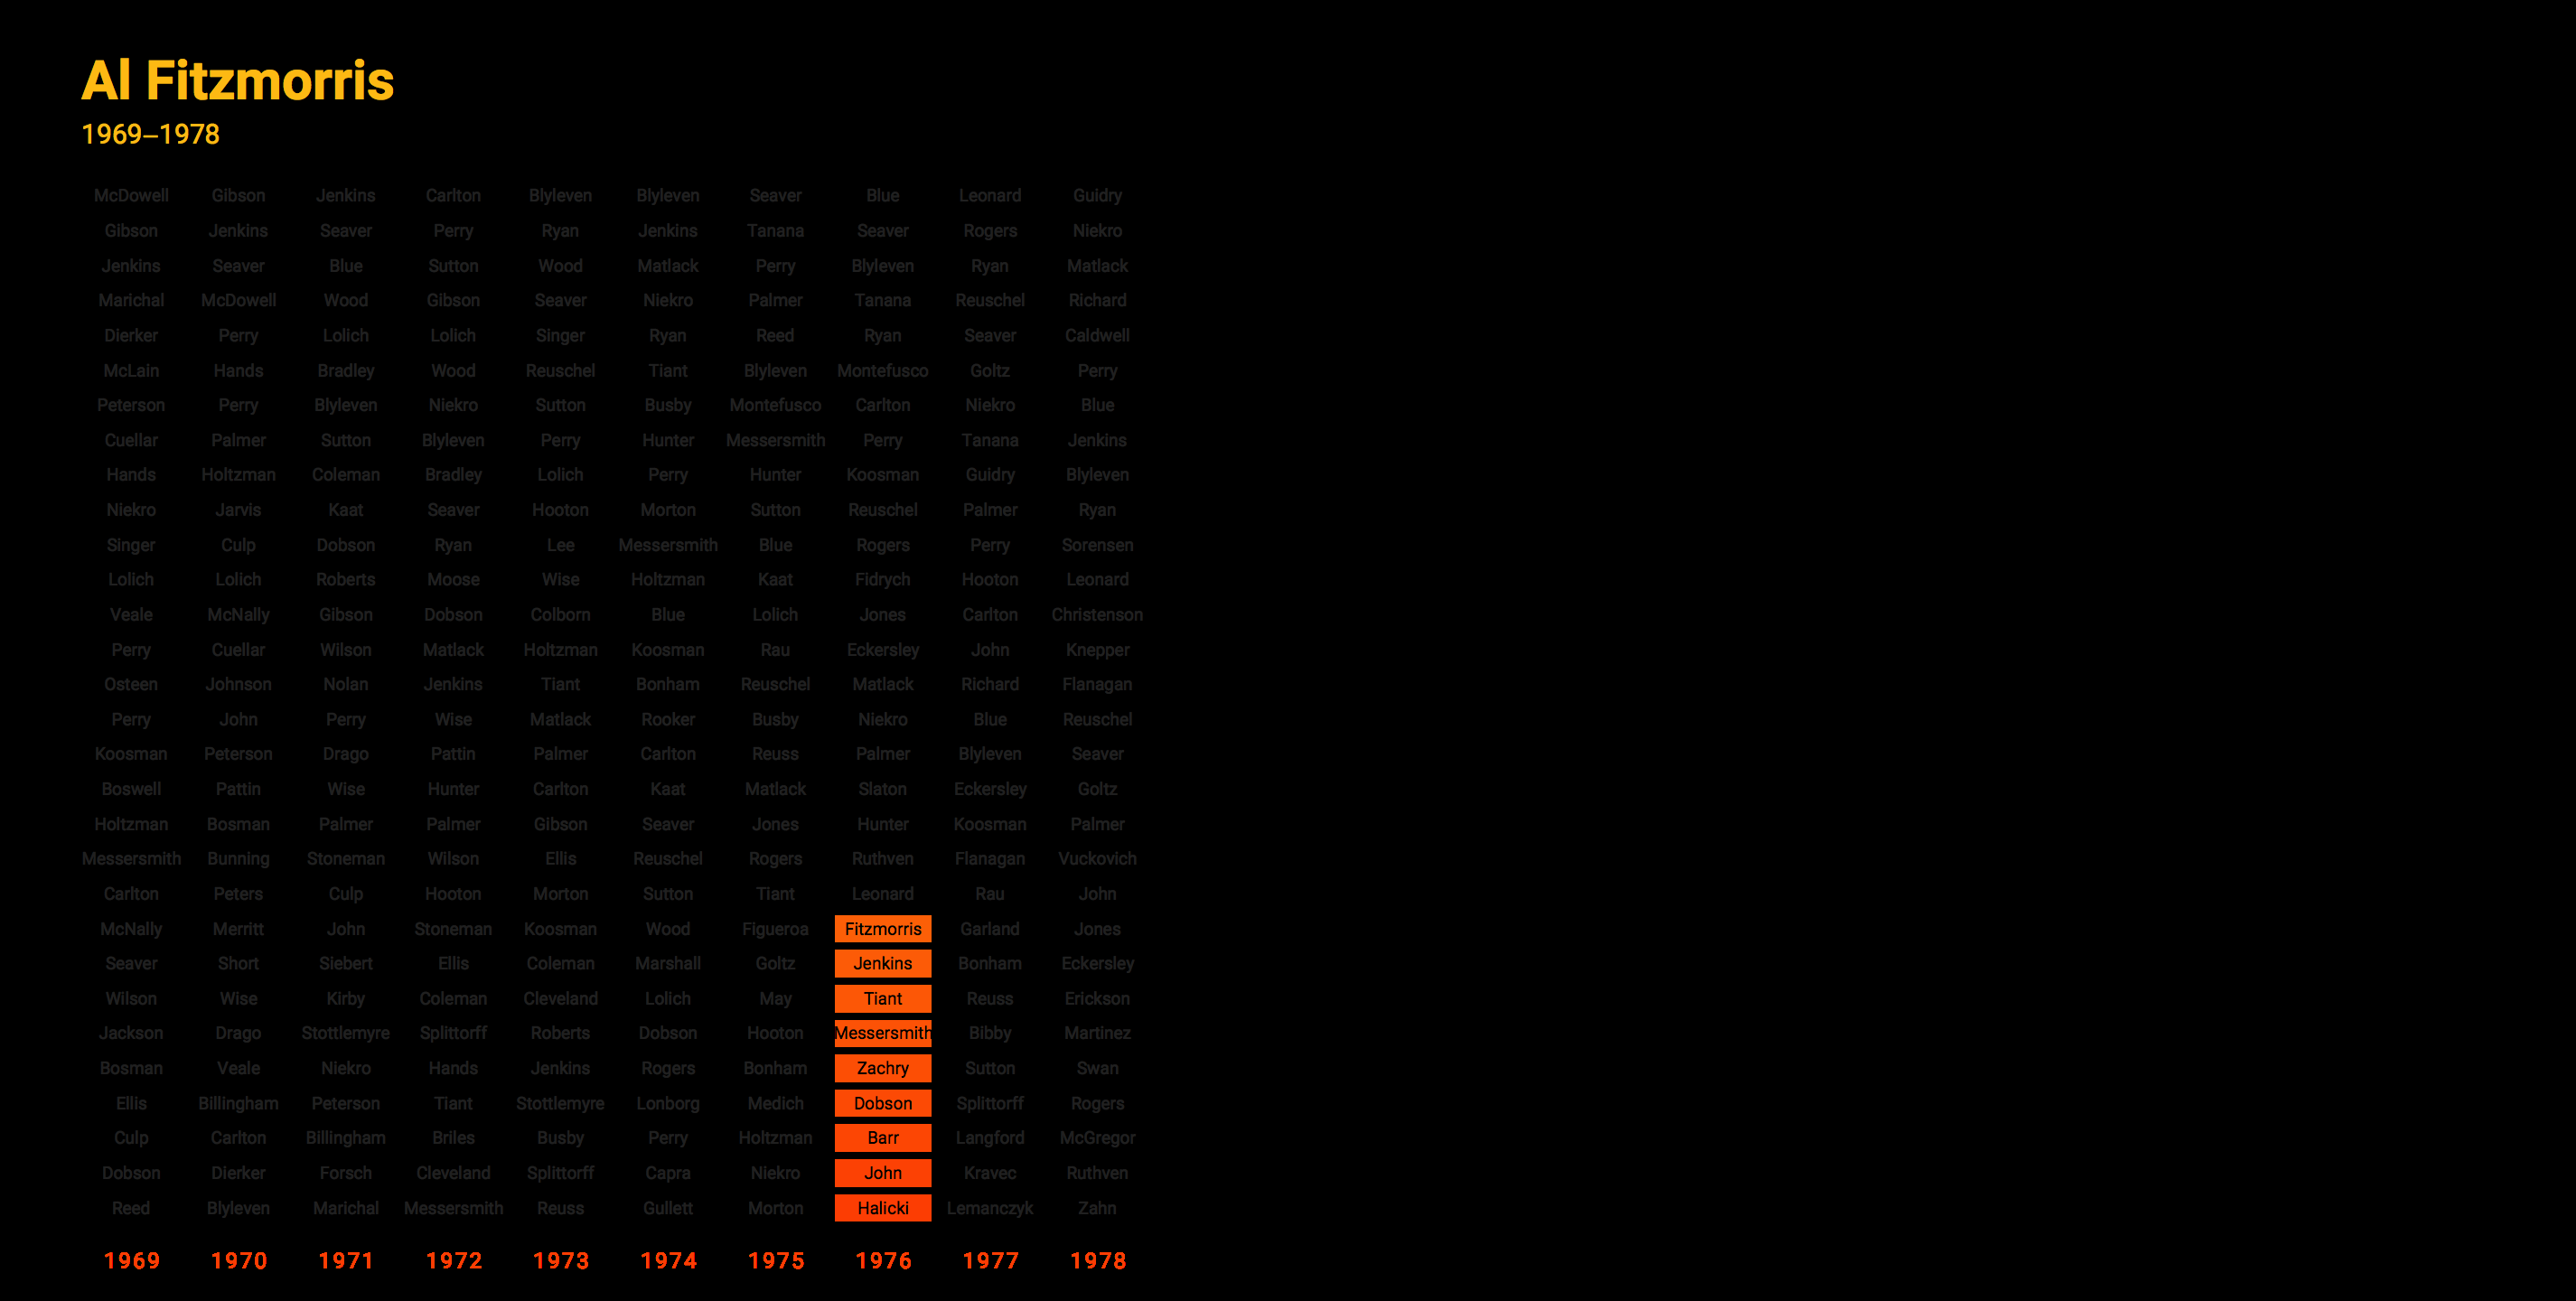 Al Fitzmorris
1969–1978
McDowell Gibson Jenkins Carlton Blyleven Blyleven Seaver Blue Leonard Guidry
Gibson Jenkins Seaver Perry Ryan Jenkins Tanana Seaver Rogers Niekro
Jenkins Seaver Blue Sutton Wood Matlack Perry Blyleven Ryan Matlack
Marichal McDowell Wood Gibson Seaver Niekro Palmer Tanana Reuschel Richard
Dierker Perry Lolich Lolich Singer Ryan Reed Ryan Seaver Caldwell
McLain Hands Bradley Wood Reuschel Tiant Blyleven Montefusco Goltz Perry
Peterson Perry Blyleven Niekro Sutton Busby Montefusco Carlton Niekro Blue
Cuellar Palmer Sutton Blyleven Perry Hunter Messersmith Perry Tanana Jenkins
Hands Holtzman Coleman Bradley Lolich Perry Hunter Koosman Guidry Blyleven
Niekro Jarvis Kaat Seaver Hooton Morton Sutton Reuschel Palmer Ryan
Singer Culp Dobson Ryan Lee Messersmith Blue Rogers Perry Sorensen
Lolich Lolich Roberts Moose Wise Holtzman Kaat Fidrych Hooton Leonard
Veale McNally Gibson Dobson Colborn Blue Lolich Jones Carlton Christenson
Perry Cuellar Wilson Matlack Holtzman Koosman Rau Eckersley John Knepper
Osteen Johnson Nolan Jenkins Tiant Bonham Reuschel Matlack Richard Flanagan
Perry John Perry Wise Matlack Rooker Busby Niekro Blue Reuschel
Koosman Peterson Drago Pattin Palmer Carlton Reuss Palmer Blyleven Seaver
Boswell Pattin Wise Hunter Carlton Kaat Matlack Slaton Eckersley Goltz
Holtzman Bosman Palmer Palmer Gibson Seaver Jones Hunter Koosman Palmer
Messersmith Bunning Stoneman Wilson Ellis Reuschel Rogers Ruthven Flanagan Vuckovich
Carlton Peters Culp Hooton Morton Sutton Tiant Leonard Rau John
McNally Merritt John Stoneman Koosman Wood Figueroa Fitzmorris Garland Jones
Seaver Short Siebert Ellis Coleman Marshall Goltz Jenkins Bonham Eckersley
Wilson Wise Kirby Coleman Cleveland Lolich May Tiant Reuss Erickson
Jackson Drago Stottlemyre Splittorff Roberts Dobson Hooton Messersmith Bibby Martinez
Bosman Veale Niekro Hands Jenkins Rogers Bonham Zachry Sutton Swan
Ellis Billingham Peterson Tiant Stottlemyre Lonborg Medich Dobson Splittorff Rogers
Culp Carlton Billingham Briles Busby Perry Holtzman Barr Langford McGregor
Dobson Dierker Forsch Cleveland Splittorff Capra Niekro John Kravec Ruthven
Reed Blyleven Marichal Messersmith Reuss Gullett Morton Halicki Lemanczyk Zahn
1969 1970 1971 1972 1973 1974 1975 1976 1977 1978